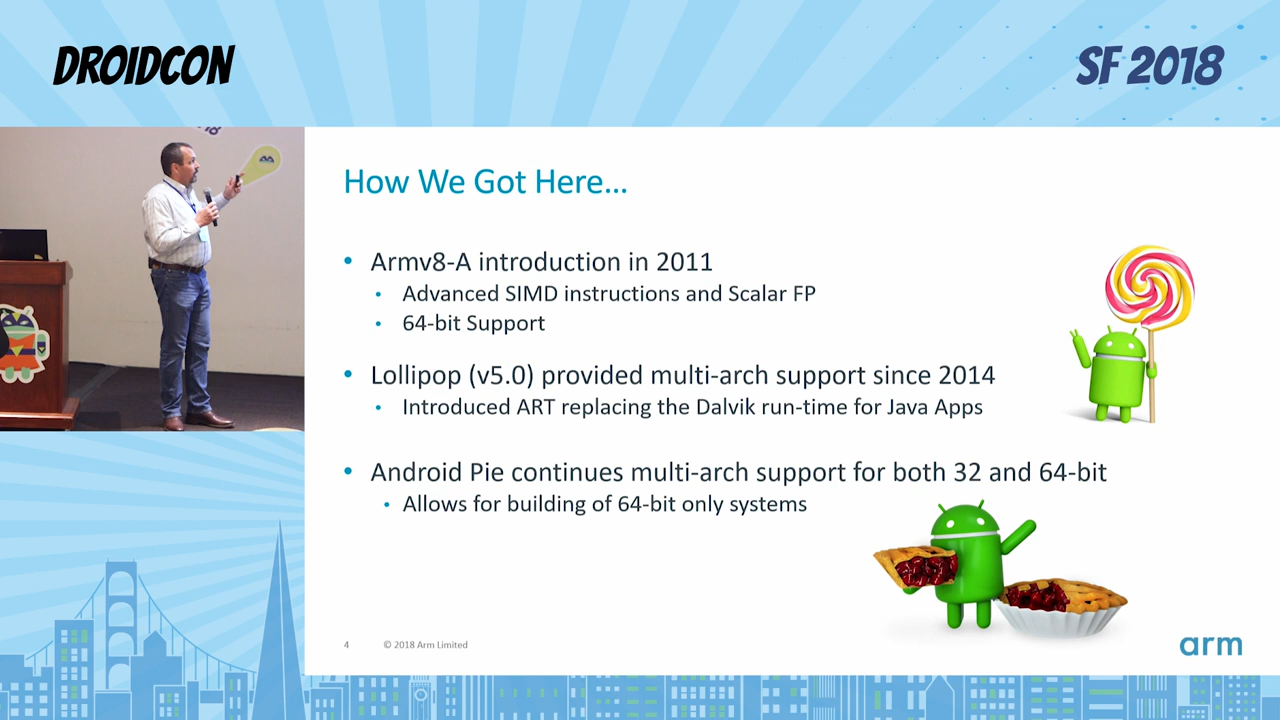 DROIDCON
SF 2018
How We Got Here...
• Armv8-A introduction in 2011
• Advanced SIMD instructions and Scalar FP
• 64-bit Support
• Lollipop (v5.0) provided multi-arch support since 2014
• Introduced ART replacing the Dalvik run-time for Java Apps
• Android Pie continues multi-arch support for both 32 and 64-bit
• Allows for building of 64-bit only systems
4 © 2018 Arm Limited
arm